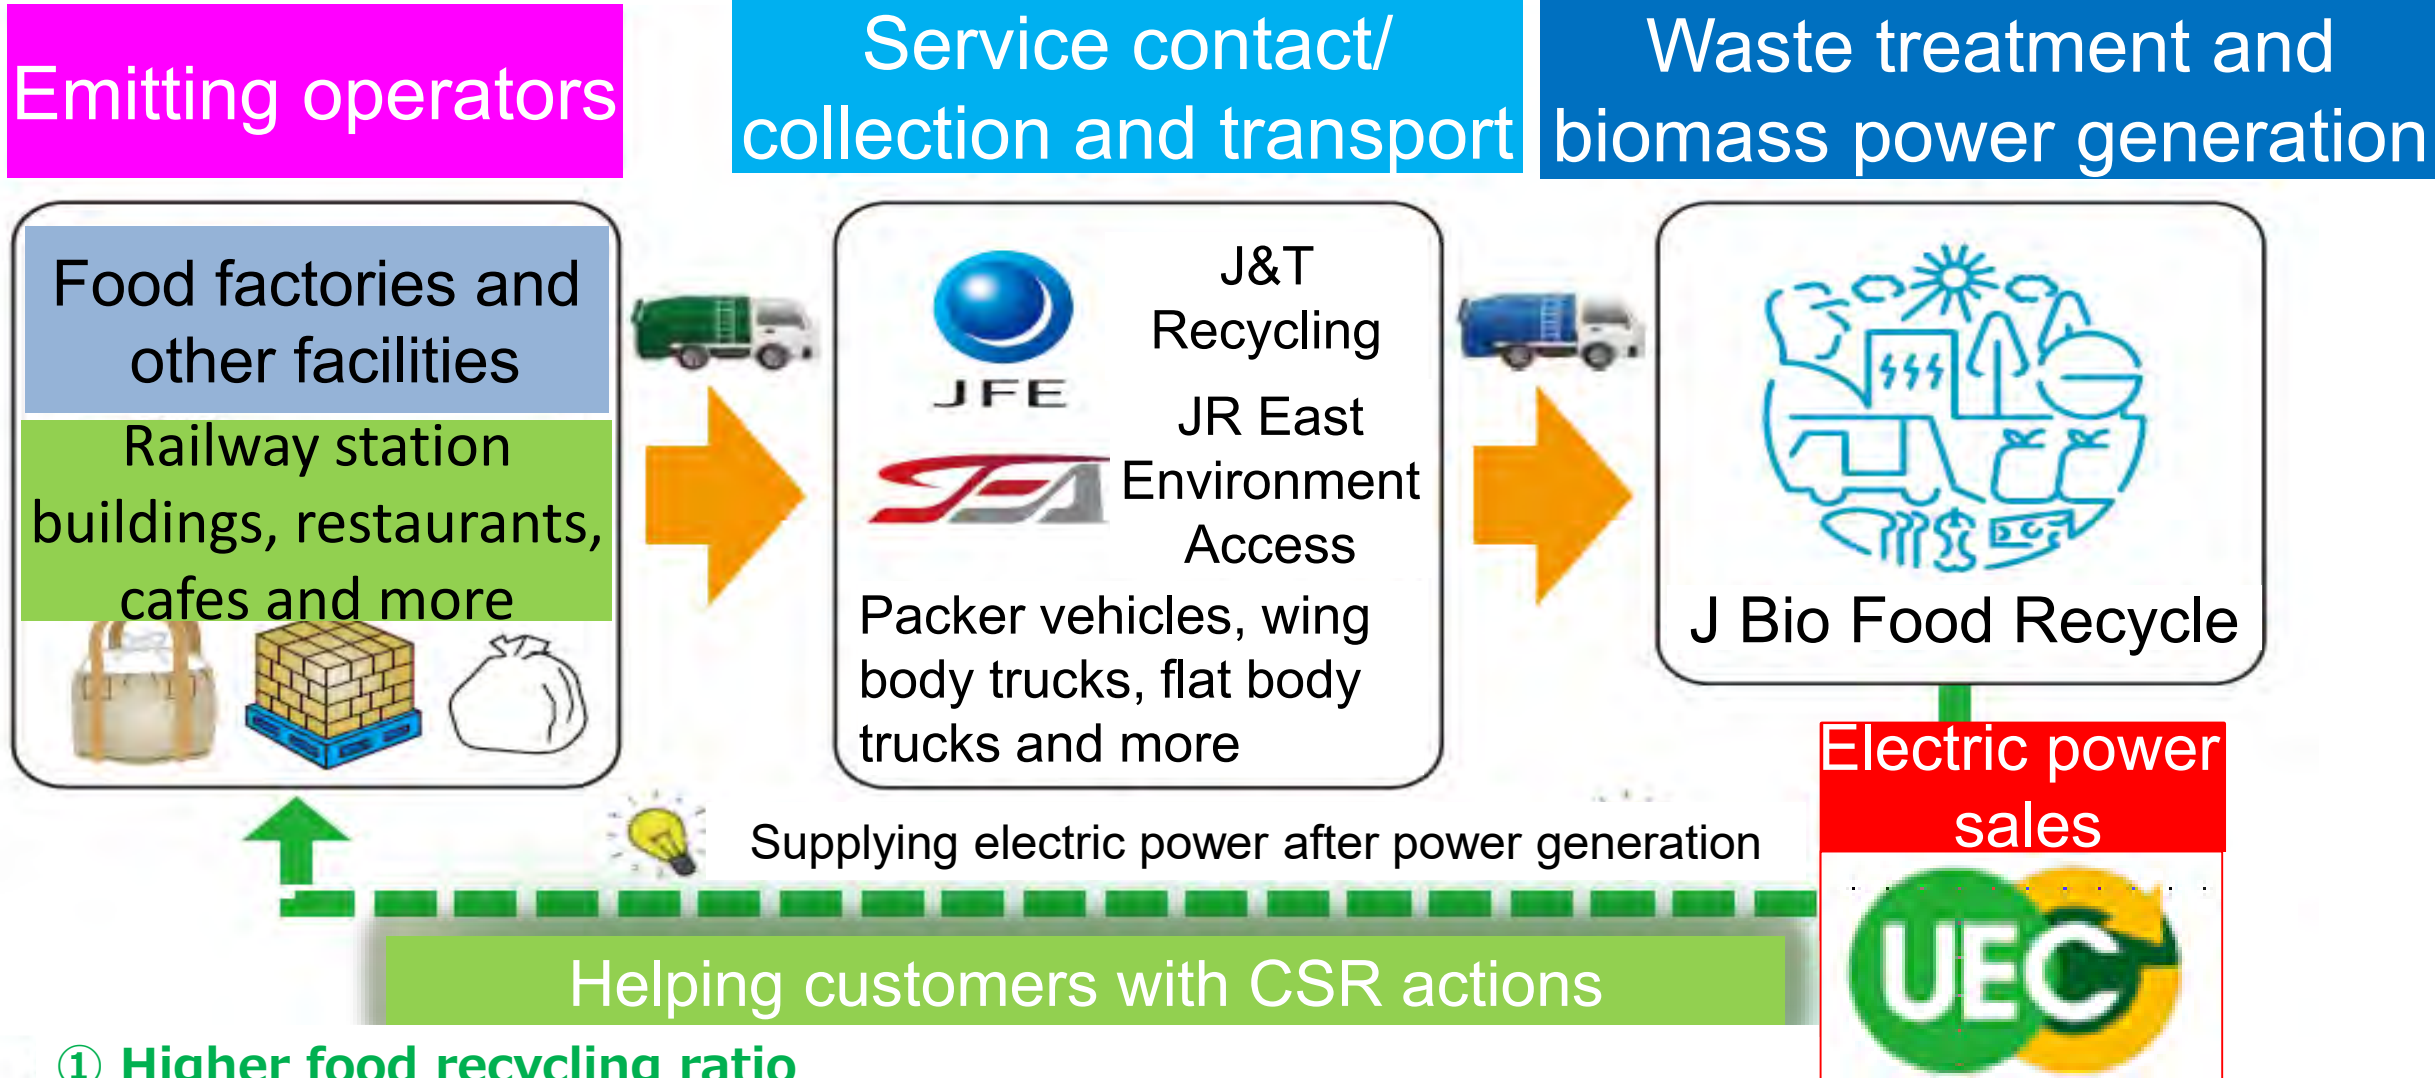 Emitting operators
Service contact/
collection and transport
Waste treatment and
biomass power generation
Food factories and
other facilities
Railway station
buildings, restaurants,
cafes and more
JFE
J&T
Recycling
JR East
Environment
Access
Packer vehicles, wing
body trucks, flat body
trucks and more
J Bio Food Recycle
Electric power
sales
UEC
Supplying electric power after power generation
Helping customers with CSR actions
① Higher food recycling ratio